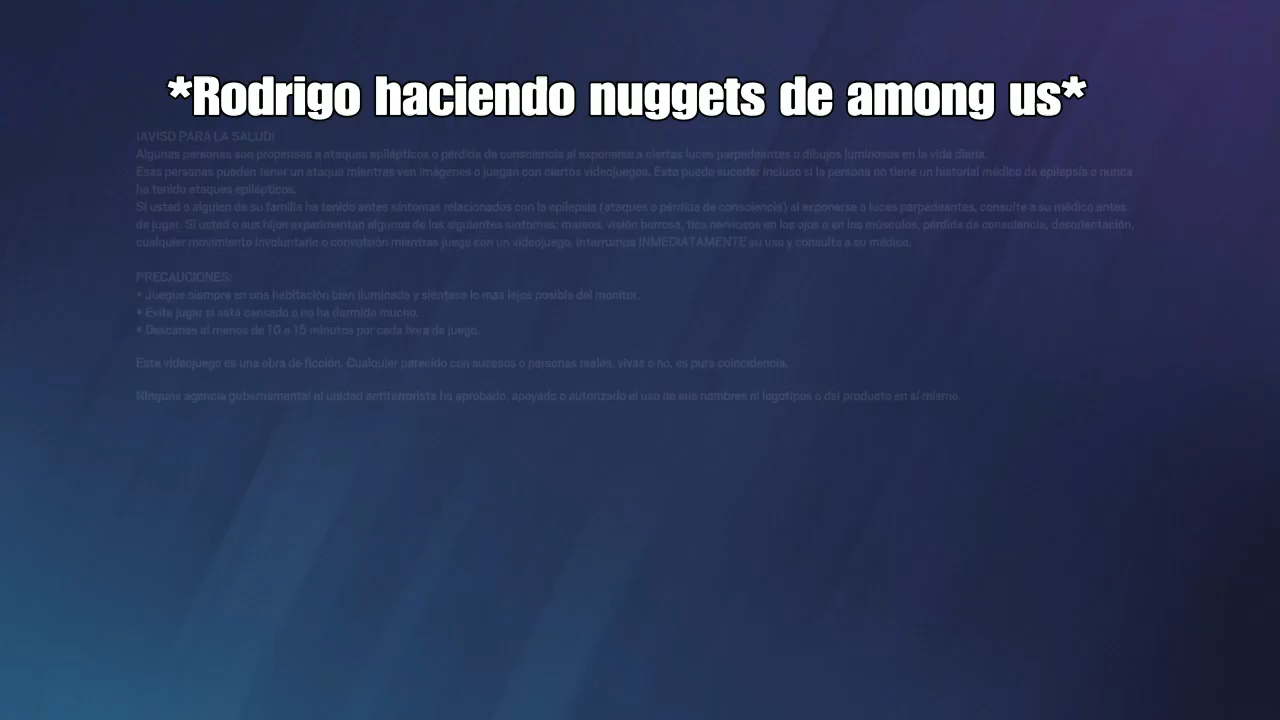 *Rodrigo haciendo nuggets de among us*
¡AVISO PARA LA SALUD!
Algunas personas son propensas a ataques epilépticos o pérdida de consciencia al exponerse a ciertas luces parpadeantes o dibujos luminosos en la vida diaria.
Esas personas pueden tener un ataque mientras ven imágenes o juegan con ciertos videojuegos. Esto puede suceder incluso si la persona no tiene un historial médico de epilepsia o nunca
ha tenido ataques epilépticos.
Si usted o alguien de su familia ha tenido antes síntomas relacionados con la epilepsia (ataques o pérdida de consciencia) al exponerse a luces parpadeantes, consulte a su médico antes
de jugar. Si usted o sus hijos experimentan algunos de los siguientes síntomas: mareos, visión borrosa, tics nerviosos en los ojos o en los músculos, pérdida de consciencia, desorientación,
cualquier movimiento involuntario o convulsión mientras juega con un videojuego, interrumpa INMEDIATAMENTE su uso y consulte a su médico.
PRECAUCIONES:
* Juegue siempre en una habitación bien iluminada y siéntese lo mas lejos posible del monitor.
* Evite jugar si está cansado o no ha dormido mucho.
* Descanse al menos de 10 a 15 minutos por cada hora de juego.
Este videojuego es una obra de ficción. Cualquier parecido con sucesos o personas reales, vivas o no, es pura coincidencia.
Ninguna agencia gubernamental ni unidad antiterrorista ha aprobado, apoyado o autorizado el uso de sus nombres ni logotipos o del producto en sí mismo.